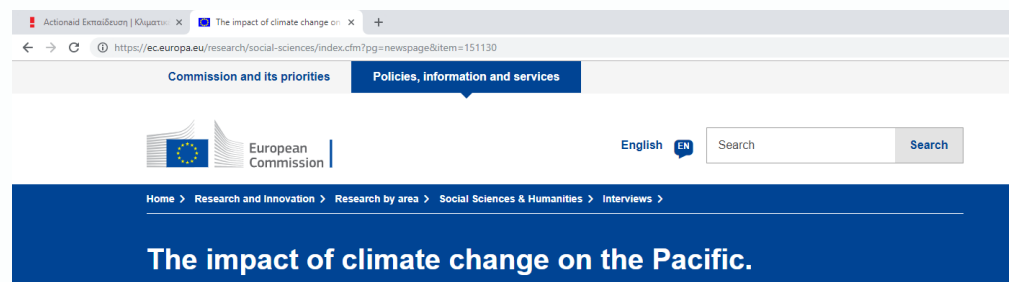 Actionaid Εκπαίδευση | Κλιματικ
The impact of climate change on
https://ec.europa.eu/research/social-sciences/index.cfm?pg=newspage&item=151130
Commission and its priorities Policies, information and services
European
Commission
English EN Search Search
Home > Research and Innovation > Research by area > Social Sciences & Humanities > Interviews >
The impact of climate change on the Pacific.